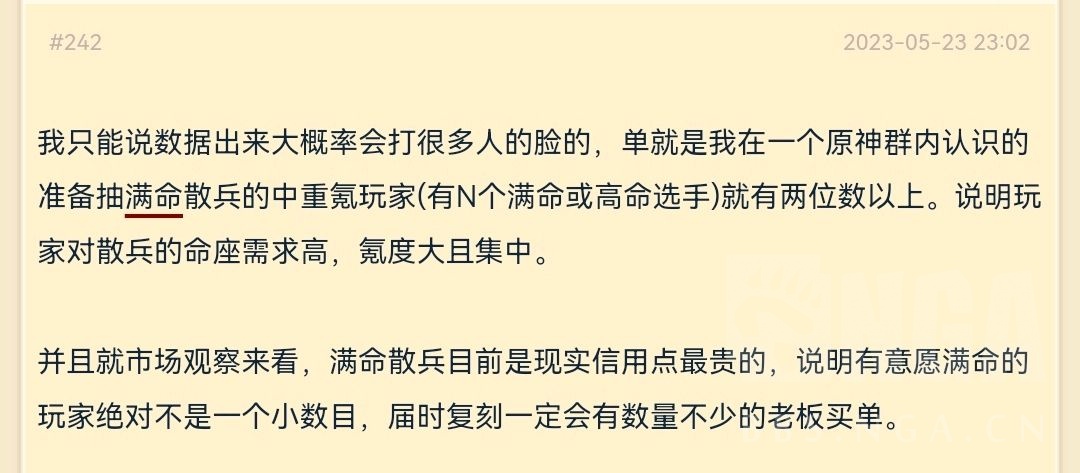 #242
2023-05-23 23:02
我只能说数据出来大概率会打很多人的脸的，单就是我在一个原神群内认识的
准备抽满命散兵的中重氪玩家(有N个满命或高命选手)就有两位数以上。说明玩
家对散兵的命座需求高，氪度大且集中。
并且就市场观察来看，满命散兵目前是现实信用点最贵的，说明有意愿满命的
玩家绝对不是一个小数目，届时复刻一定会有数量不少的老板买单。
NGA
NGA.CN